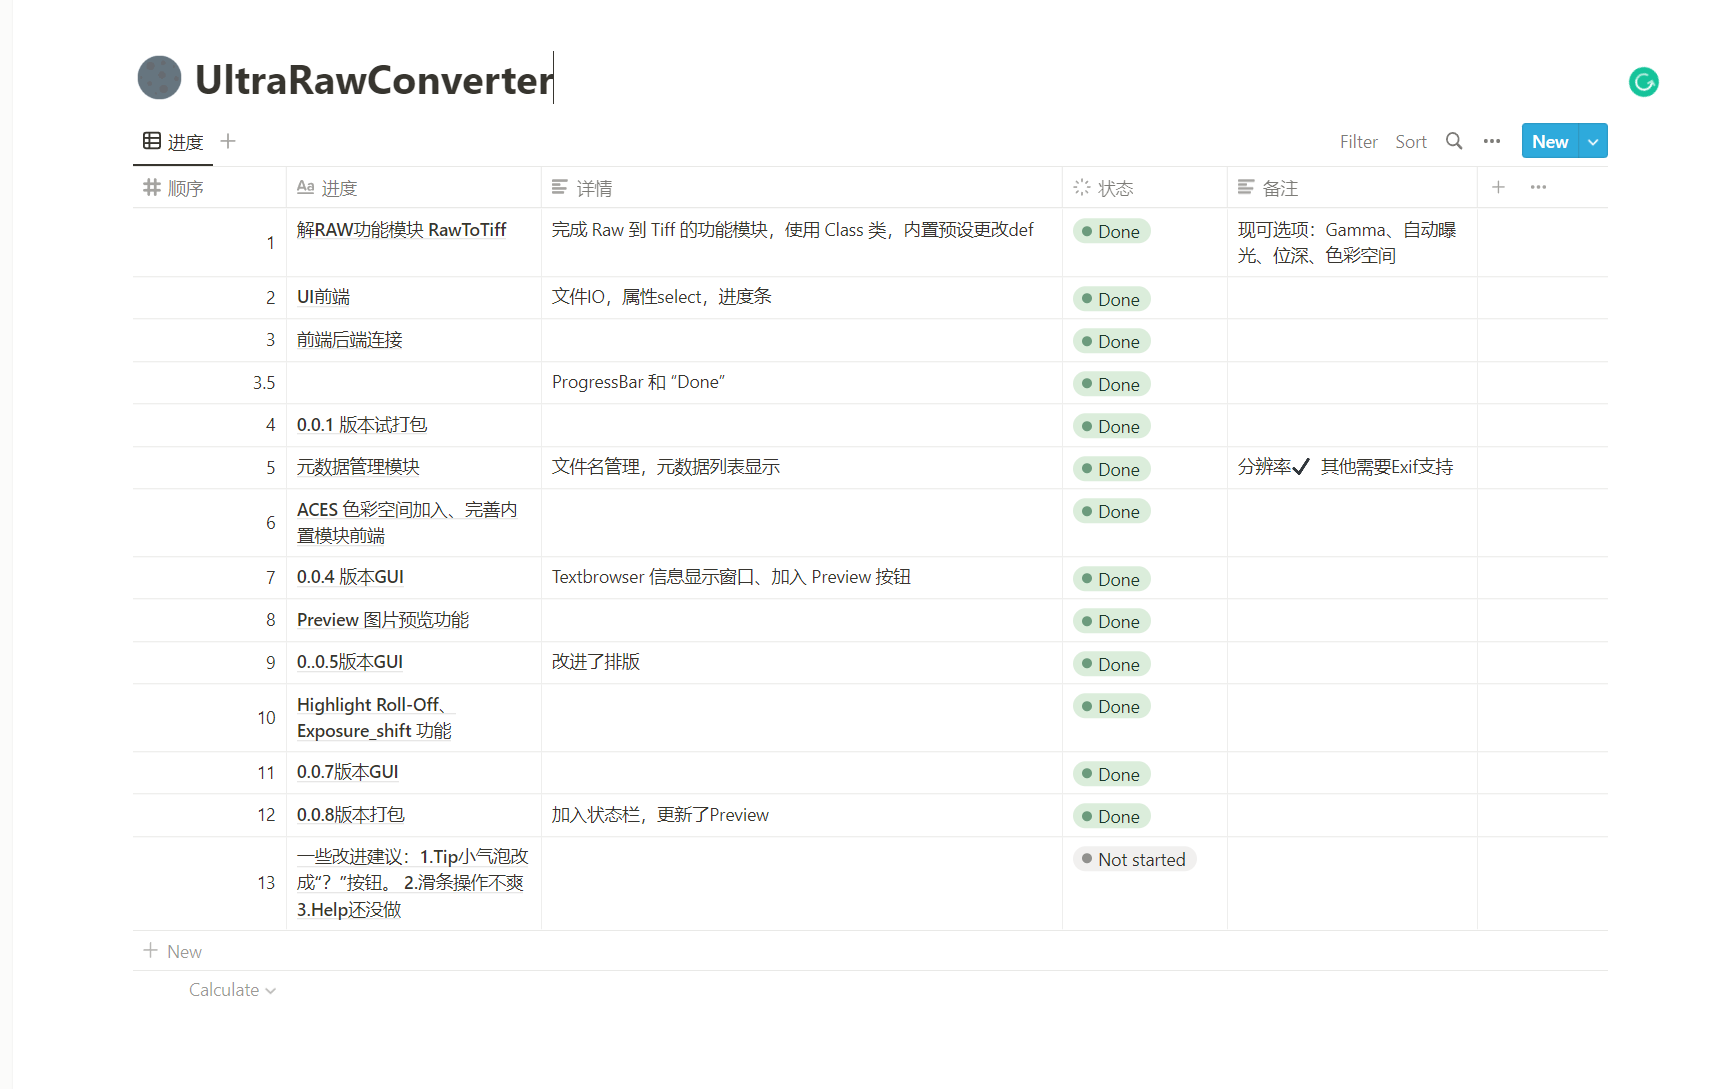 UltraRawConverter
进度
Filter Sort New
顺序 进度 详情 状态 备注
1 解RAW功能模块 RawToTiff 完成 Raw 到 Tiff 的功能模块，使用 Class 类，内置预设更改def Done 现可选项：Gamma、自动曝
光、位深、色彩空间
2 UI前端 文件IO，属性select，进度条 Done
3 前端后端连接 Done
3.5 ProgressBar 和 “Done” Done
4 0.0.1 版本试打包 Done
5 元数据管理模块 文件名管理，元数据列表显示 Done 分辨率✔ 其他需要Exif支持
6 ACES 色彩空间加入、完善内 Done
置模块前端
7 0.0.4 版本GUI Textbrowser 信息显示窗口、加入 Preview 按钮 Done
8 Preview 图片预览功能 Done
9 0..0.5版本GUI 改进了排版 Done
10 Highlight Roll-Off、 Done
Exposure_shift 功能
11 0.0.7版本GUI Done
12 0.0.8版本打包 加入状态栏，更新了Preview Done
13 一些改进建议：1.Tip小气泡改 Not started
成“？”按钮。 2.滑条操作不爽
3.Help还没做
New
Calculate